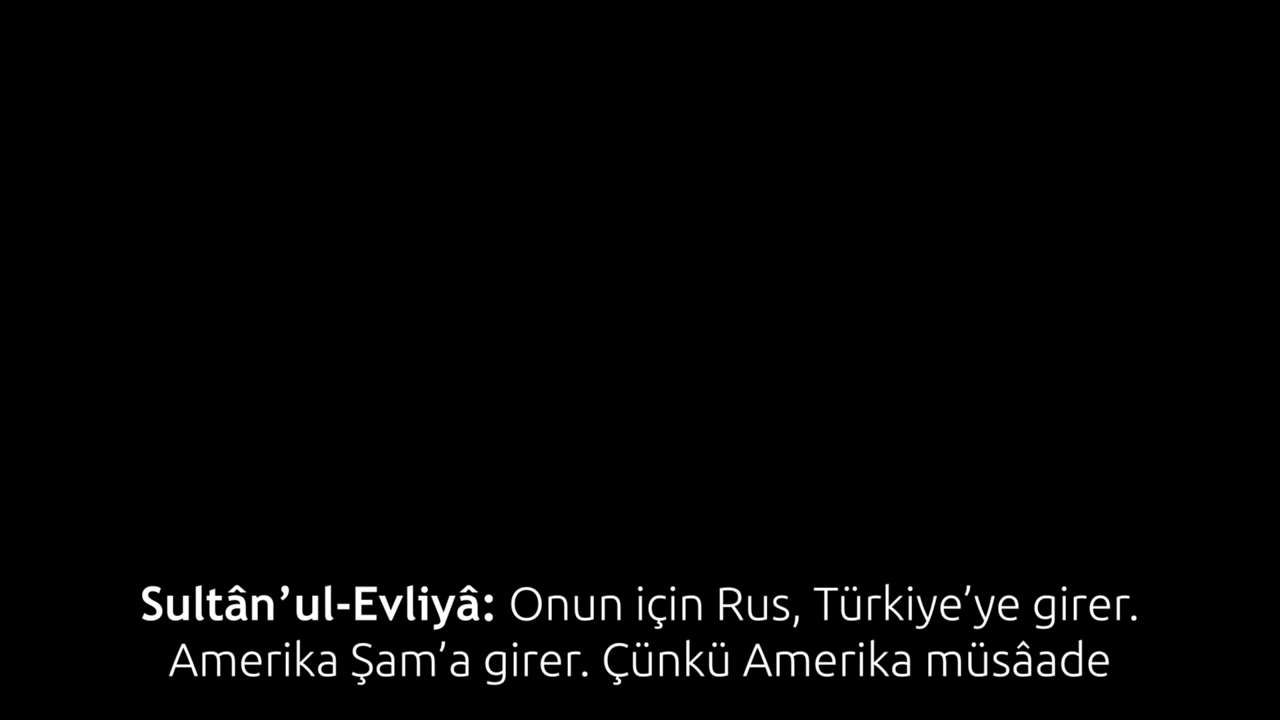 Sultân’ul-Evliyâ: Onun için Rus, Türkiye’ye girer.
Amerika Şam’a girer. Çünkü Amerika müsâade